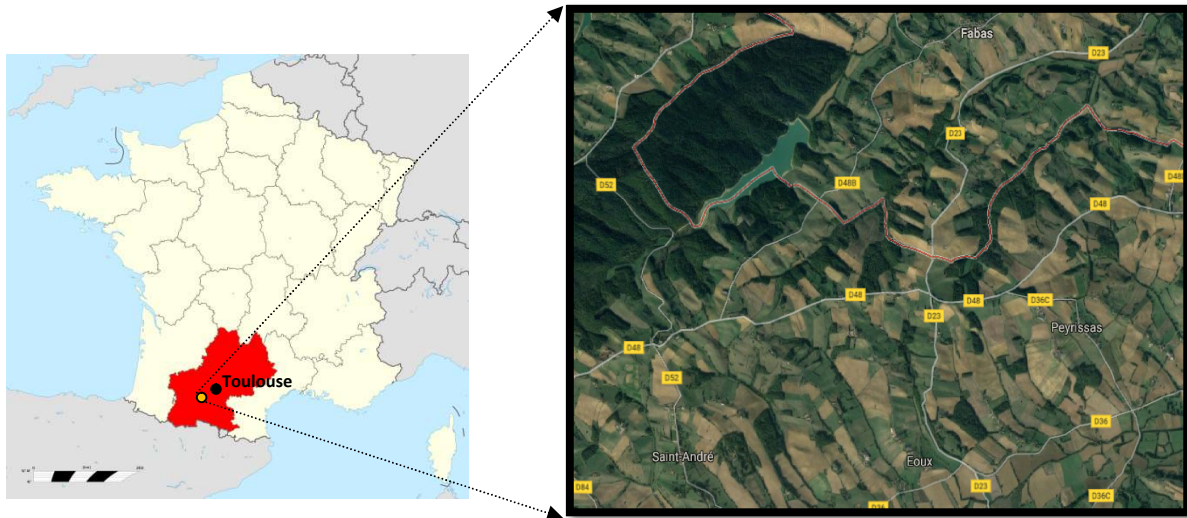 Toulouse
Fabas
D23
D23
D52
D48B
D48
D48
D48
D36C
D23
Peyrissas
D48
D52
D36
Saint-André
Eoux
D23
D84
D36C